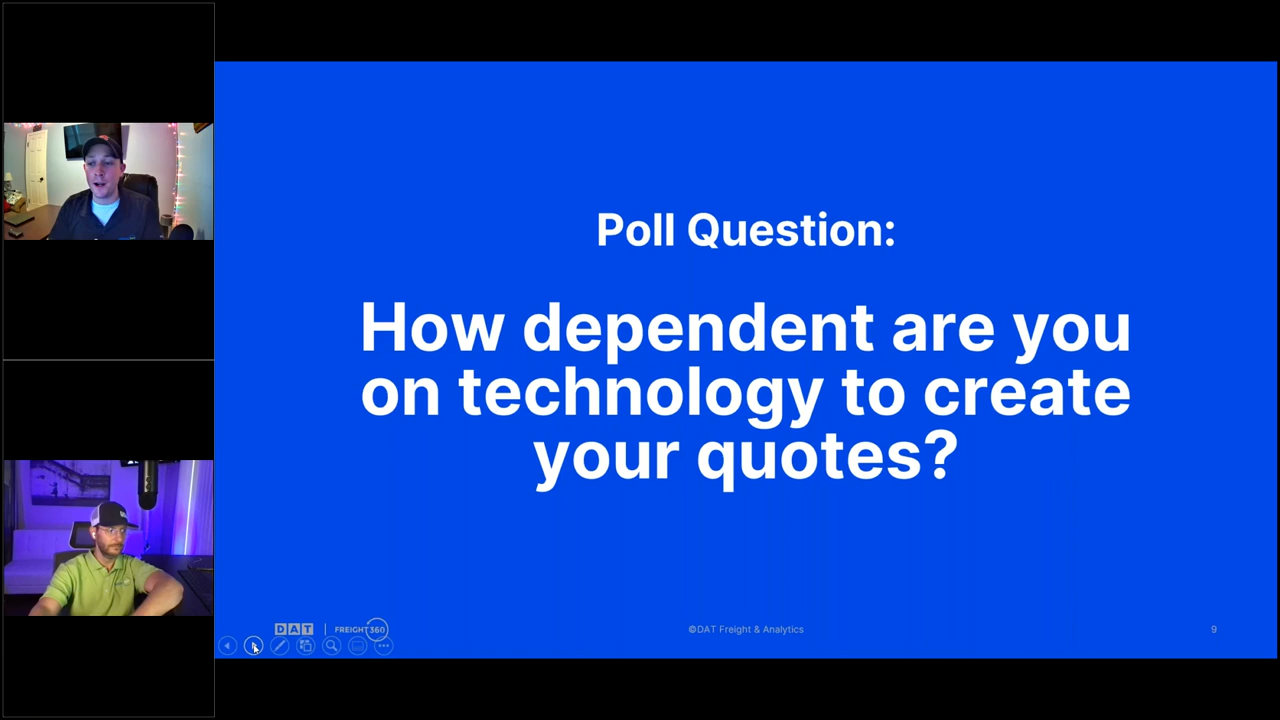 Poll Question:
How dependent are you
on technology to create
your quotes?
DAT | FREIGHT 360
©DAT Freight & Analytics
9